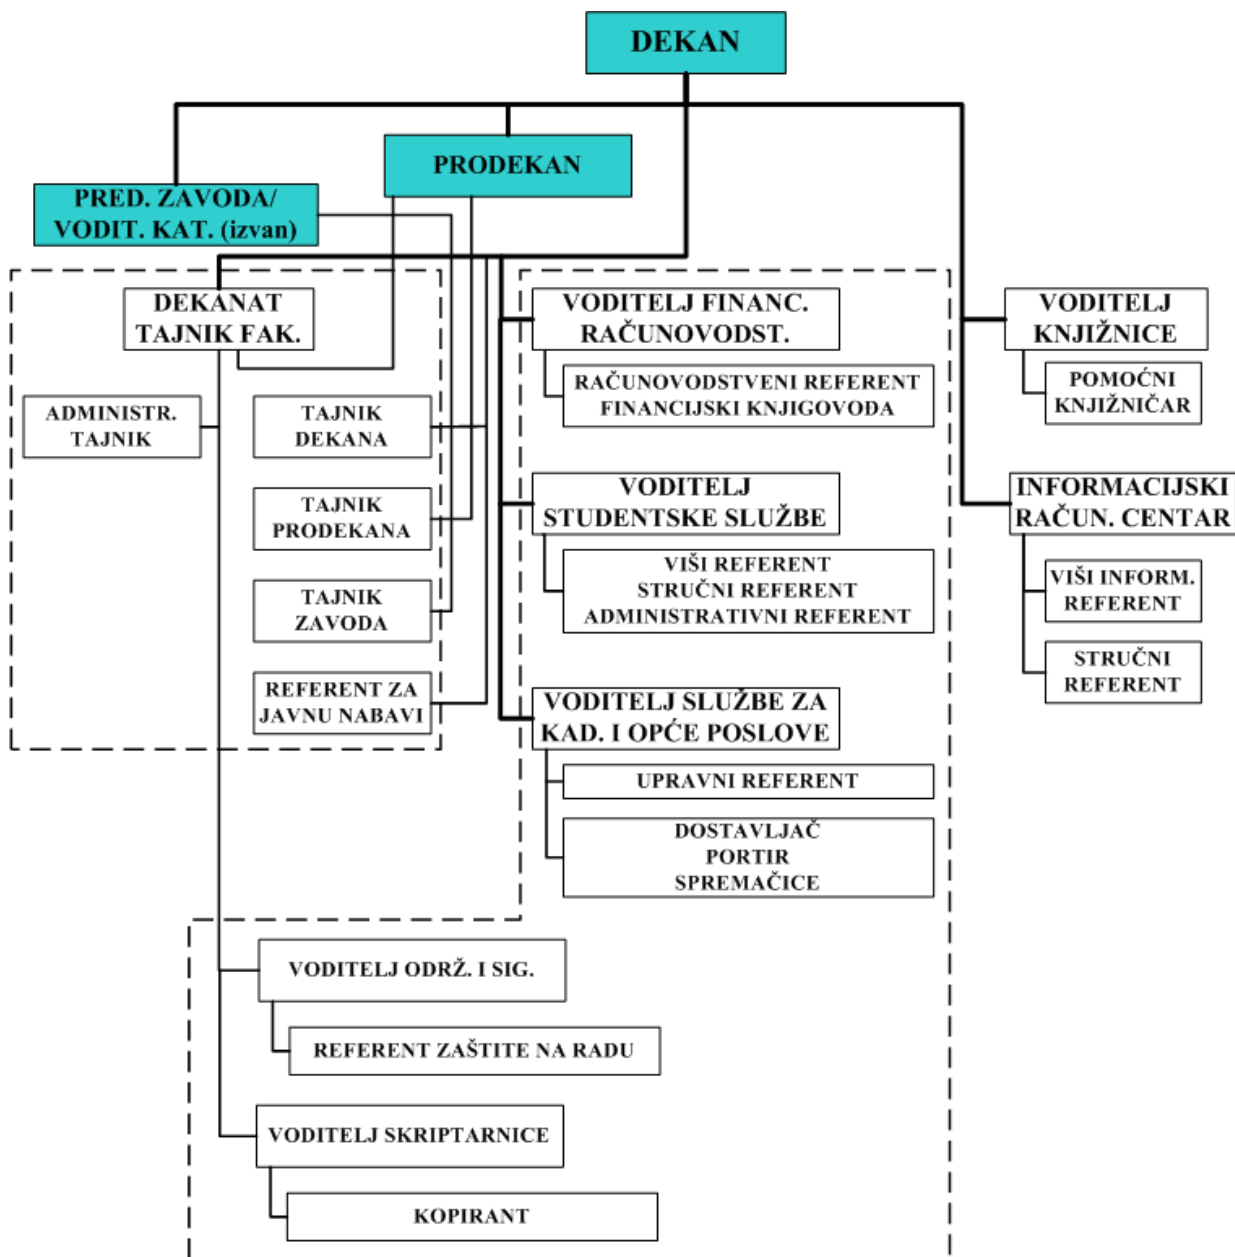 DEKAN
PRODEKAN
PRED. ZAVODA/
VODIT. KAT. (izvan)
DEKANAT
TAJNIK FAK.
ADMINISTR.
TAJNIK
TAJNIK
DEKANA
TAJNIK
PRODEKANA
TAJNIK
ZAVODA
REFERENT ZA
JAVNU NABAVI
VODITELJ FINANC.
RAČUNOVODST.
RAČUNOVODSTVENI REFERENT
FINANCIJSKI KNJIGOVOĐA
VODITELJ
STUDENTSKE SLUŽBE
VIŠI REFERENT
STRUČNI REFERENT
ADMINISTRATIVNI REFERENT
VODITELJ SLUŽBE ZA
KAD. I OPĆE POSLOVE
UPRAVNI REFERENT
DOSTAVLJAČ
PORTIR
SPREMAČICE
VODITELJ
KNJIŽNICE
POMOĆNI
KNJIŽNIČAR
INFORMACIJSKI
RAČUN. CENTAR
VIŠI INFORM.
REFERENT
STRUČNI
REFERENT
VODITELJ ODRŽ. I SIG.
REFERENT ZAŠTITE NA RADU
VODITELJ SKRIPTARNICE
KOPIRANT